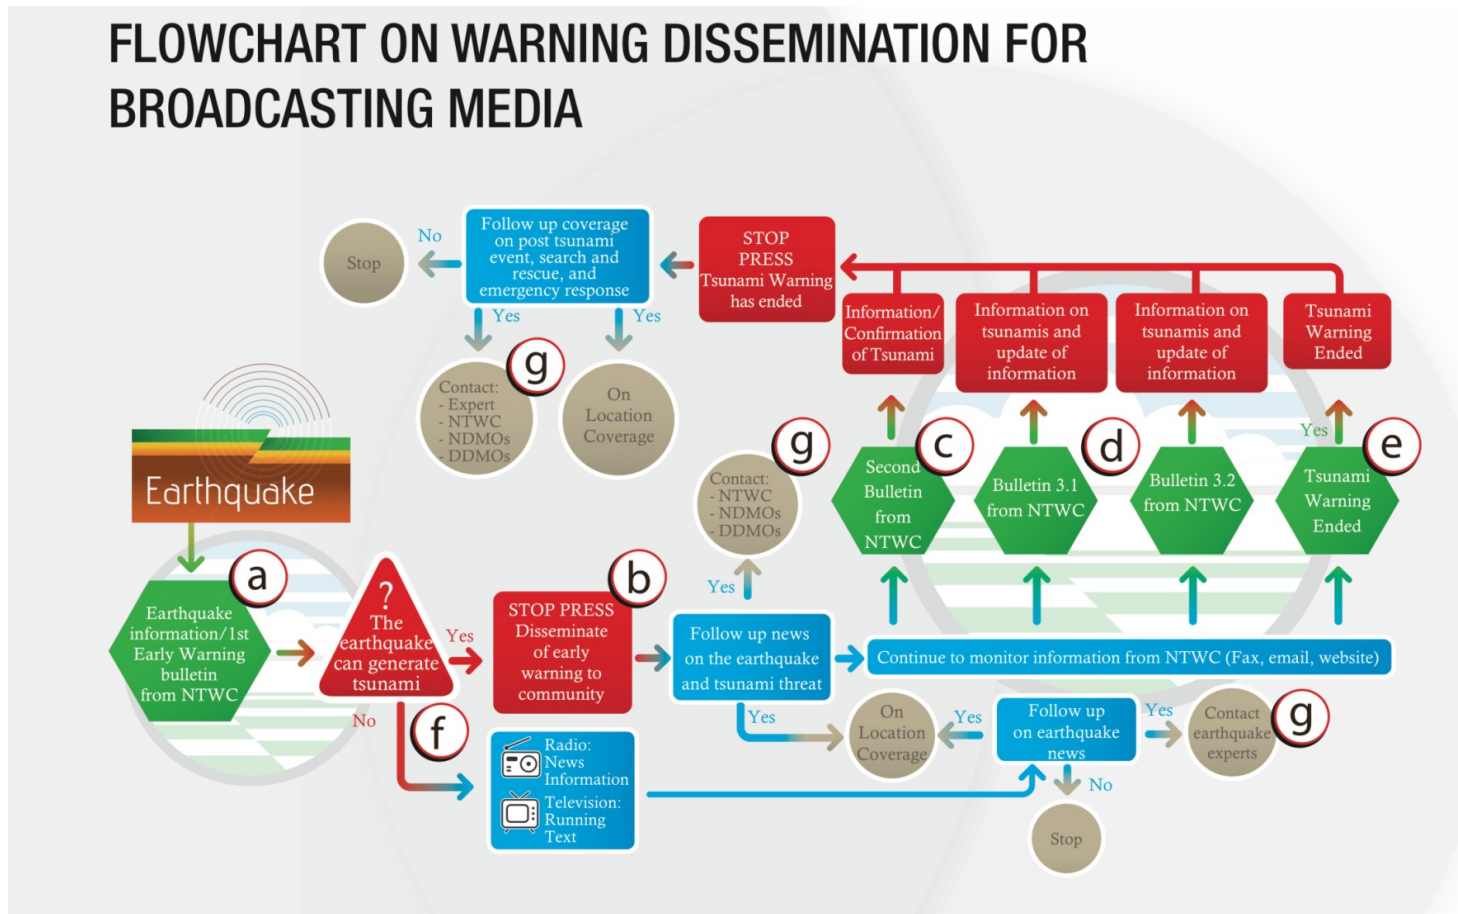 FLOWCHART ON WARNING DISSEMINATION FOR
BROADCASTING MEDIA
Stop
No
Follow up coverage
on post tsunami
event, search and
rescue, and
emergency response
STOP
PRESS
Tsunami Warning
has ended
Information/
Confirmation
of Tsunami
Information on
tsunamis and
update of
information
Information on
tsunamis and
update of
information
Tsunami
Warning
Ended
Yes
Yes
g
Contact:
- Expert
- NTWC
- NDMOs
- DDMOs
On
Location
Coverage
Earthquake
g
Contact:
- NTWC
- NDMOs
- DDMOs
Yes
c
Second
Bulletin
from
NTWC
d
Bulletin 3.1
from NTWC
Bulletin 3.2
from NTWC
Yes
e
Tsunami
Warning
Ended
a
Earthquake
information/1st
Early Warning
bulletin
from NTWC
?
The
earthquake
can generate
tsunami
Yes
b
STOP PRESS
Disseminate
of early
warning to
community
Follow up news
on the earthquake
and tsunami threat
Continue to monitor information from NTWC (Fax, email, website)
No
f
Radio:
News
Information
Television:
Running
Text
Yes
On
Location
Coverage
Yes
Follow up
on earthquake
news
Yes
Contact
earthquake
experts
g
No
Stop